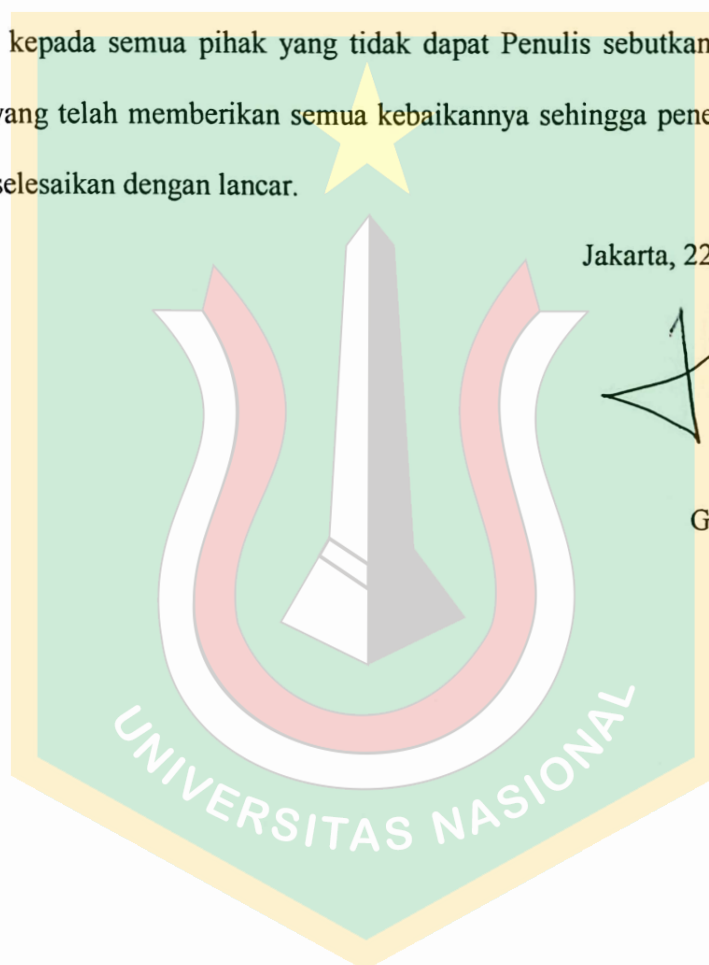 kepada semua pihak yang tidak dapat Penulis sebutkan
yang telah memberikan semua kebaikannya sehingga pene
selesaikan dengan lancar.
Jakarta, 22
G
UNIVERSITAS NASIONAL